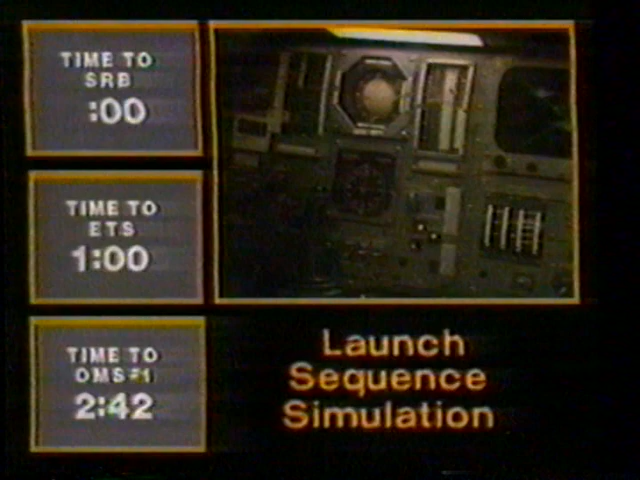 TIME TO
SRB
:00
TIME TO
ETS
1:00
TIME TO
OMS#1
2:42
Launch
Sequence
Simulation